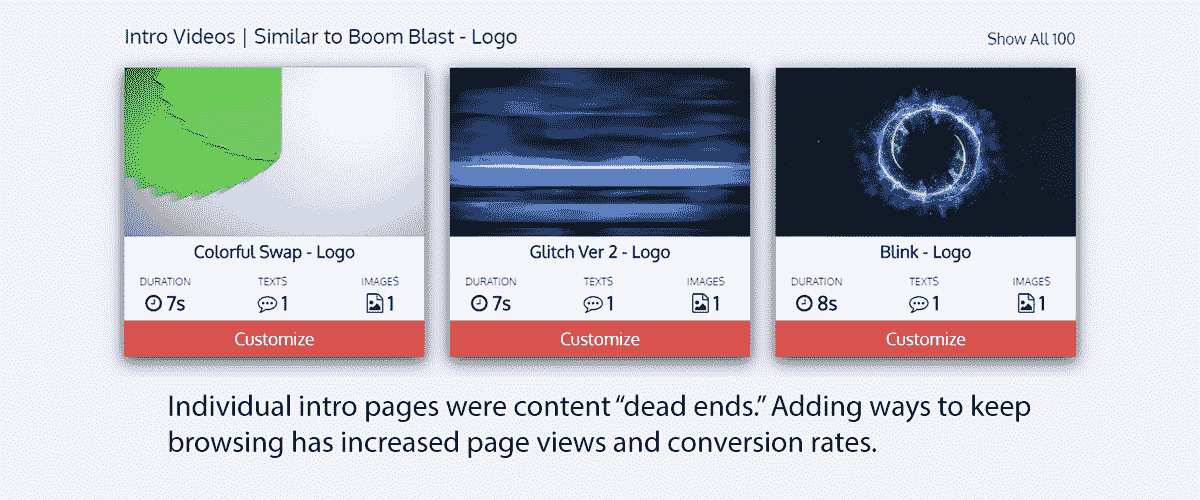 Intro Videos | Similar to Boom Blast - Logo
Show All 100
Colorful Swap - Logo
DURATION TEXTS IMAGES
7s 1 1
Customize
Glitch Ver 2 - Logo
DURATION TEXTS IMAGES
7s 1 1
Customize
Blink - Logo
DURATION TEXTS IMAGES
8s 1 1
Customize
Individual intro pages were content “dead ends.” Adding ways to keep
browsing has increased page views and conversion rates.